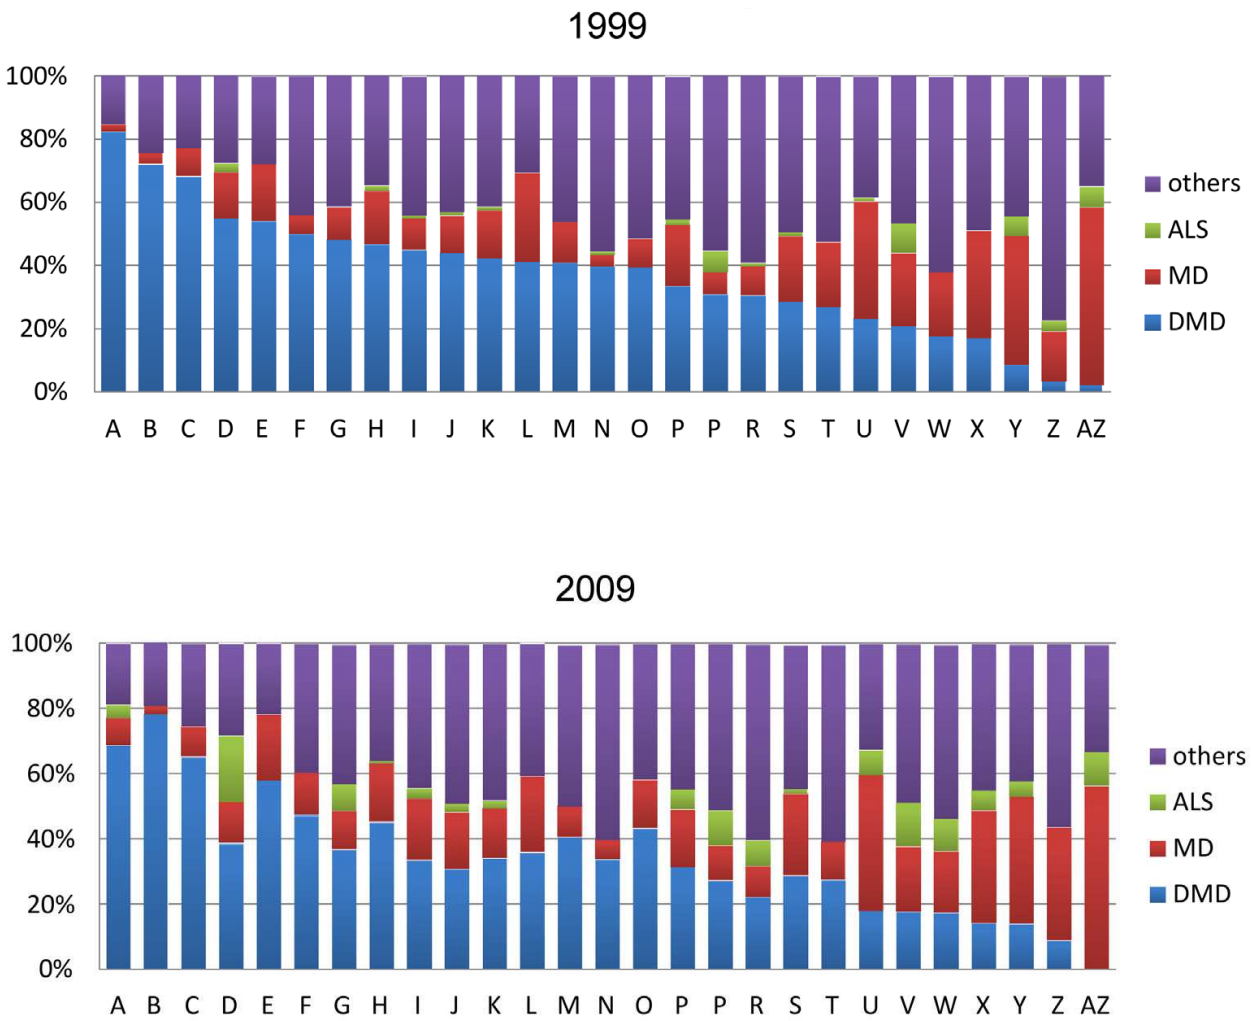 1999
100%
80%
60%
40%
20%
0%
A B C D E F G H I J K L M N O P P R S T U V W X Y Z AZ
others
ALS
MD
DMD
2009
100%
80%
60%
40%
20%
0%
A B C D E F G H I J K L M N O P P R S T U V W X Y Z AZ
others
ALS
MD
DMD